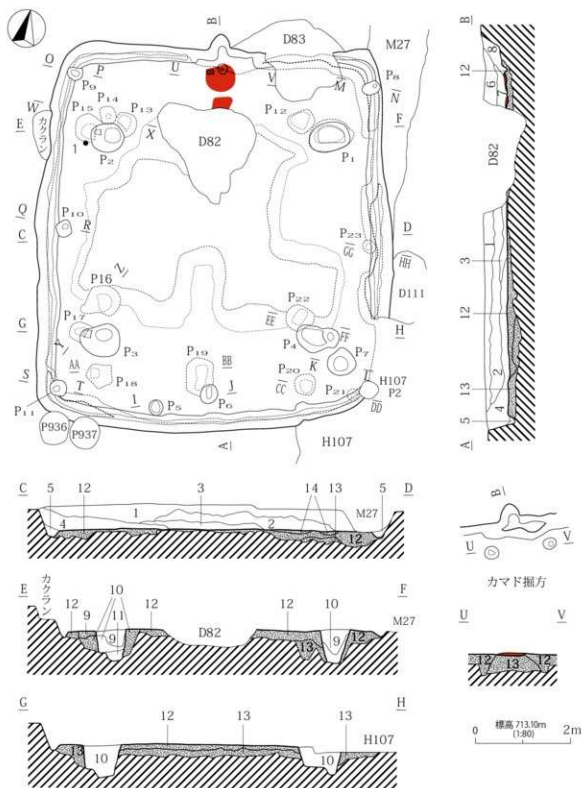 B
D83
M27
O
P
U
V
M
P8
N
P9
W
E
カクラン
P15
P14
P13
X
P12
F
1
P2
D82
P1
Q
C
P10
R
P23
GG
D
HH
Z
P16
P22
EE
D111
G
P17
P3
P4
FF
H
Y
AA
P18
P19
BB
K
P7
P20
CC
S
T
I
P5
P6
J
P21
H107
P2
DD
P11
P936
P937
A
H107
B
12
8
6
7
D82
1
3
12
2
13
4
5
A
C
5
12
3
14
13
5
D
1
4
2
12
M27
E
カクラン
12
9
10
11
12
12
10
F
9
D82
13
9
12
M27
G
12
13
13
H
13
10
10
H107
B
U
V
カマド掘方
U
V
12
13
12
標高 713.10m
(1:80)
0
2m